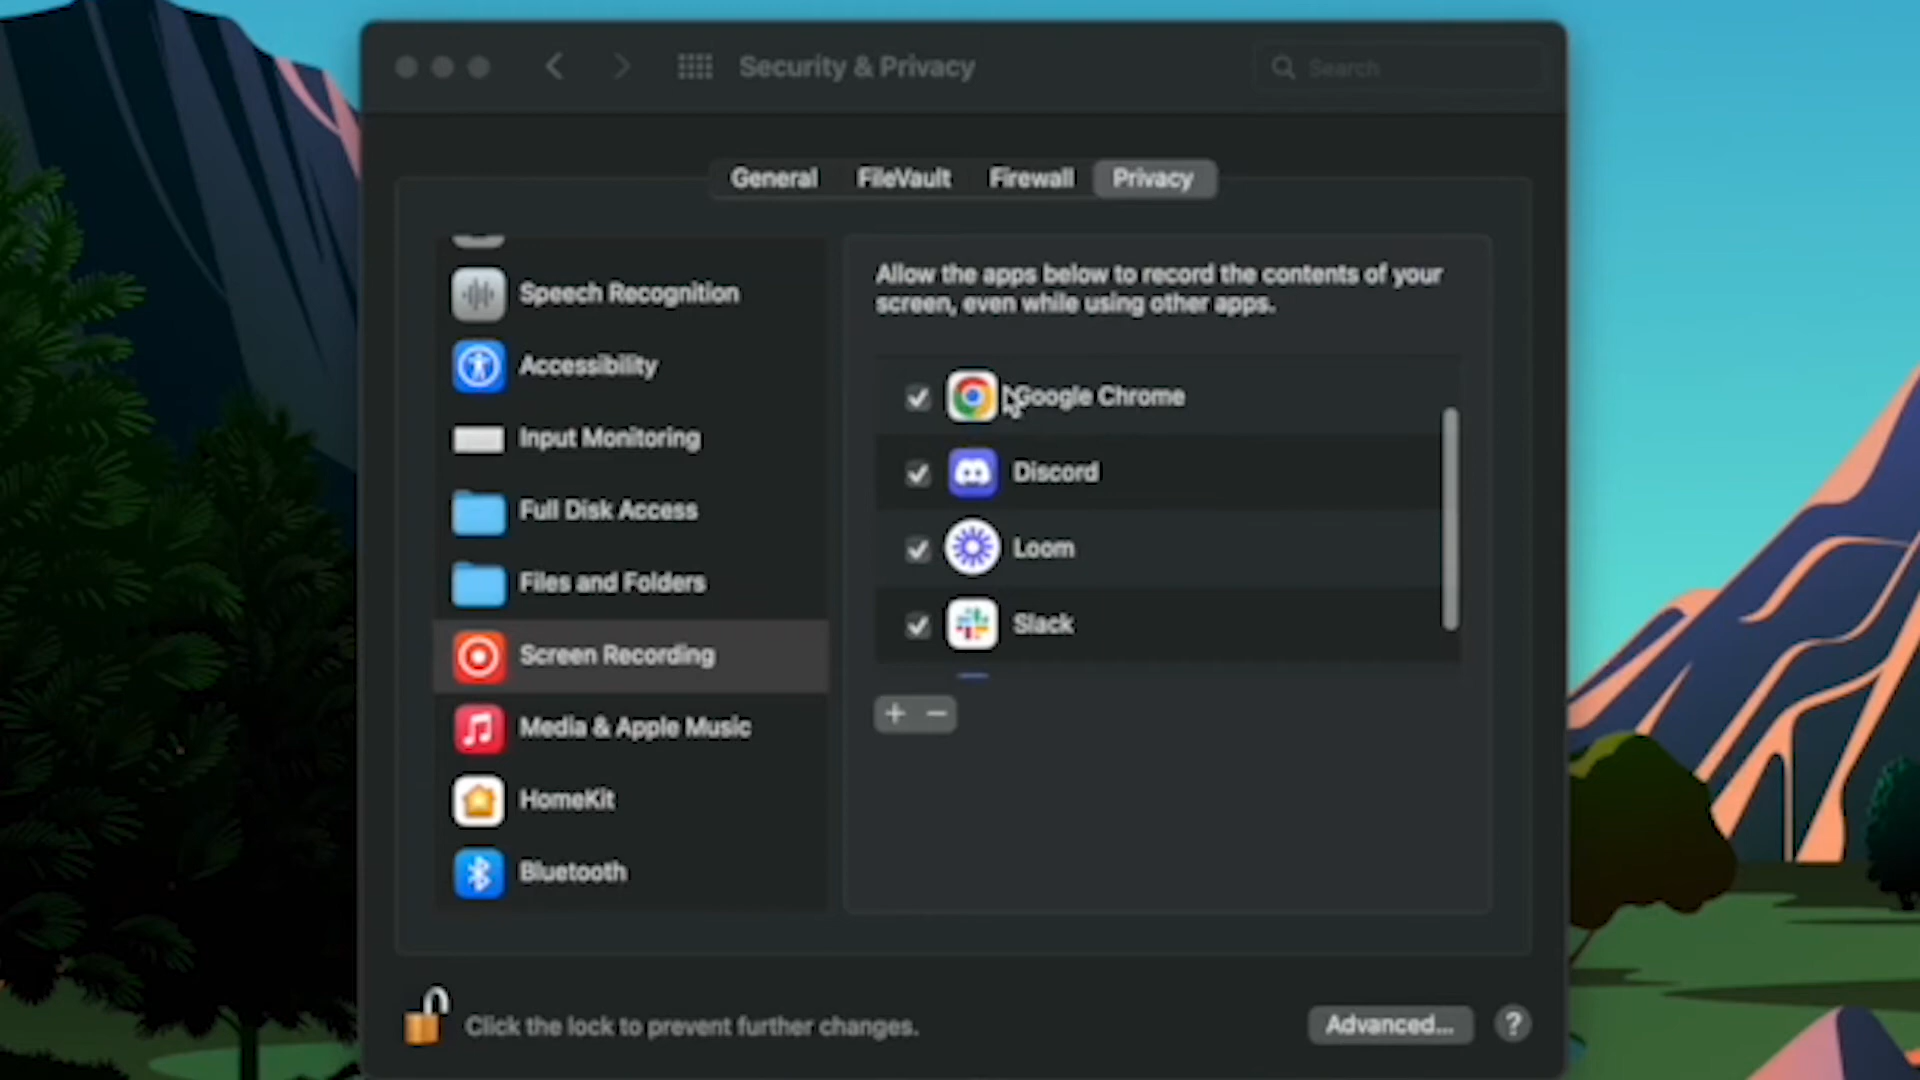 Security & Privacy
Search
General
FileVault
Firewall
Privacy
Speech Recognition
Accessibility
Input Monitoring
Full Disk Access
Files and Folders
Screen Recording
Media & Apple Music
HomeKit
Bluetooth
Allow the apps below to record the contents of your
screen, even while using other apps.
Google Chrome
Discord
Loom
Slack
+ −
Click the lock to prevent further changes.
Advanced...
?